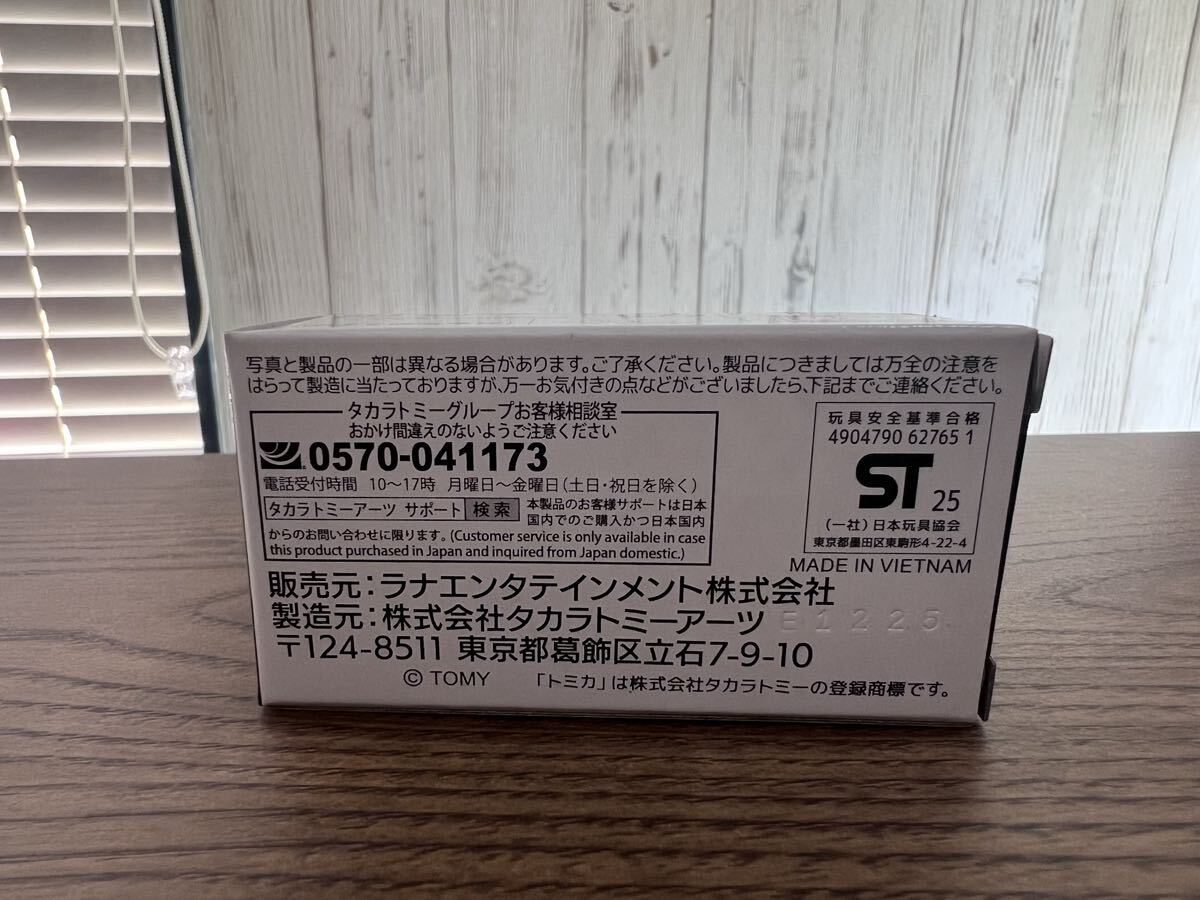 写真と製品の一部は異なる場合があります。ご了承ください。製品につきましては万全の注意を
はらって製造に当たっておりますが、万一お気付きの点などがございましたら、下記までご連絡ください。
タカラトミーグループお客様相談室
おかけ間違えのないようご注意ください
0570-041173
電話受付時間 10〜17時 月曜日〜金曜日(土日・祝日を除く)
タカラトミーアーツ サポート 検索
本製品のお客様サポートは日本
国内でのご購入かつ日本国内
からのお問い合わせに限ります。(Customer service is only available in case
this product purchased in Japan and inquired from Japan domestic.)
玩具安全基準合格
4904790 62765 1
ST 25
(一社)日本玩具協会
東京都墨田区東駒形4-22-4
MADE IN VIETNAM
販売元:ラナエンタテインメント株式会社
製造元:株式会社タカラトミーアーツ
E1225
〒124-8511 東京都葛飾区立石7-9-10
© TOMY 「トミカ」は株式会社タカラトミーの登録商標です。